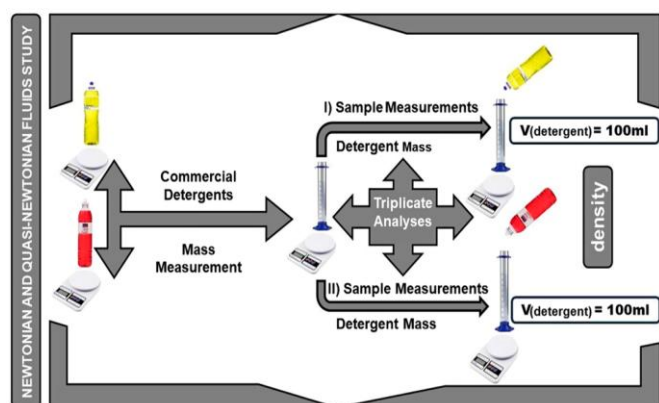 NEWTONIAN AND QUASI-NEWTONIAN FLUIDS STUDY
I) Sample Measurements
Detergent Mass
V(detergent) = 100ml
Commercial
Detergents
Mass
Measurement
Triplicate
Analyses
density
II) Sample Measurements
Detergent Mass
V(detergent) = 100ml